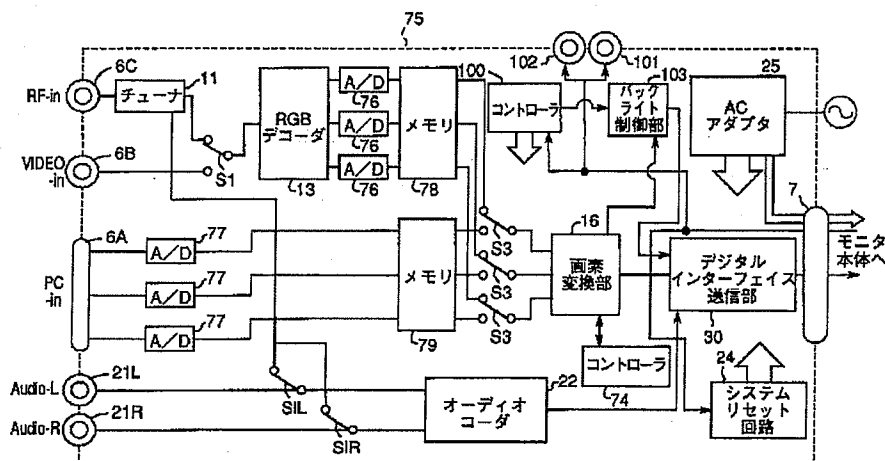 75
6C
11
RF-in
チューナ
A/D
76
A/D
76
A/D
76
RGB
デコーダ
13
メモリ
78
102
101
100
コントローラ
103
バック
ライト
制御部
25
AC
アダプタ
6B
VIDEO
-in
S1
7
6A
PC
-in
A/D
77
A/D
77
A/D
77
メモリ
79
S3
S3
S3
16
画素
変換部
デジタル
インターフェイス
送信部
30
モニタ
本体へ
コントローラ
74
24
システム
リセット
回路
21L
Audio-L
SIL
21R
Audio-R
SIR
22
オーディオ
コーダ